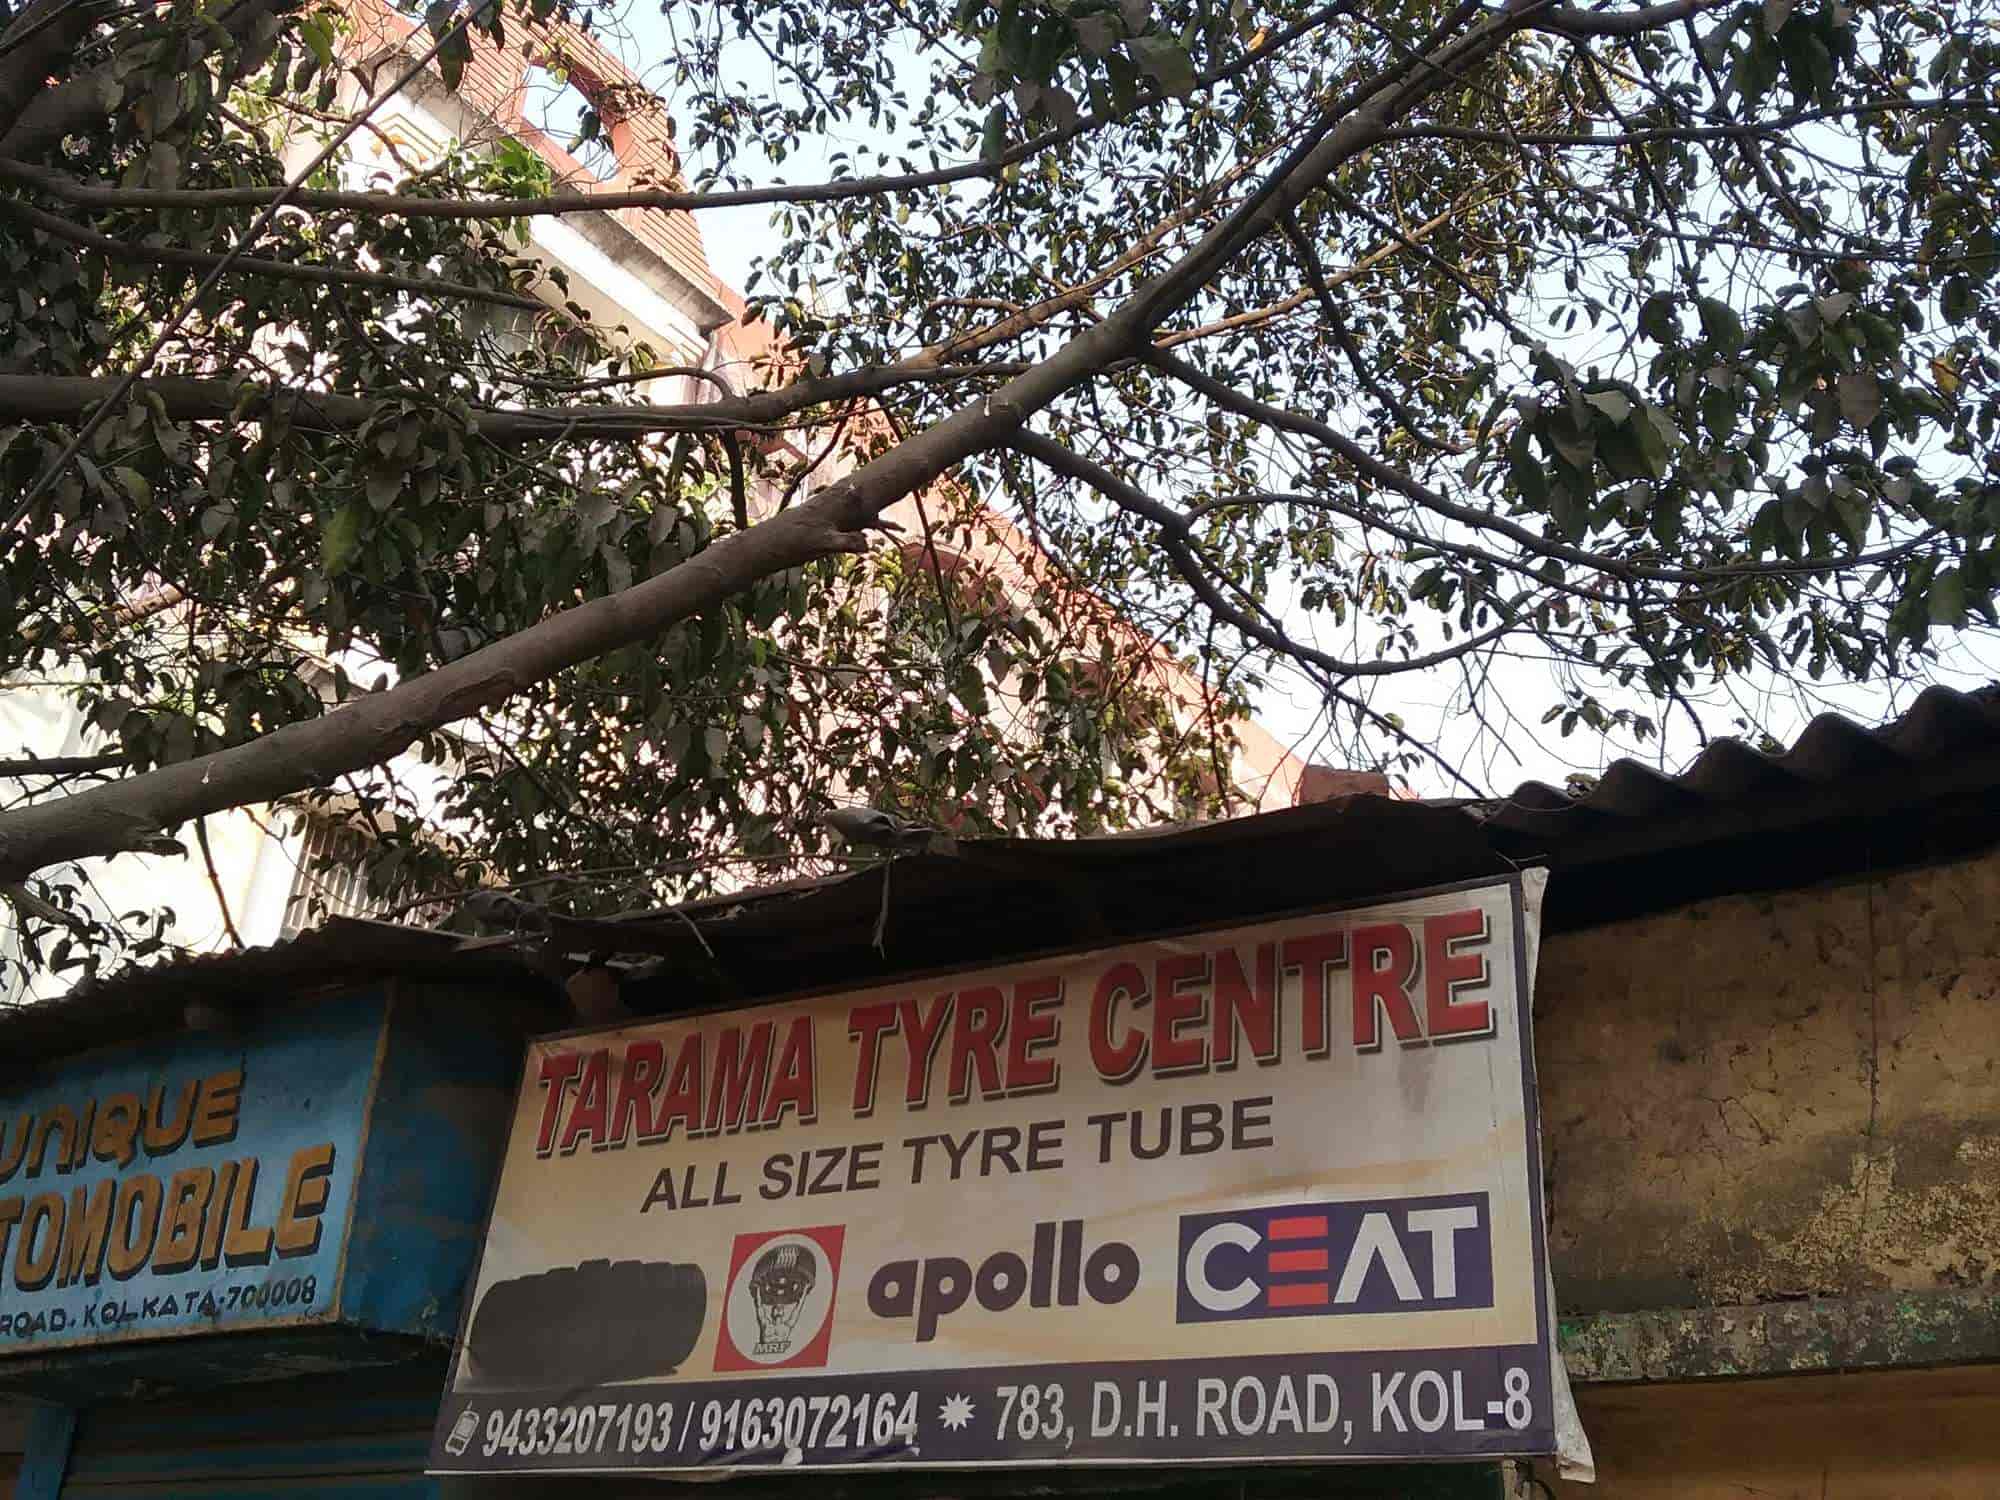 UNIQUE
TOMOBILE
ROAD. KOLKATA-700008
TARAMA TYRE CENTRE
ALL SIZE TYRE TUBE
MRF
apollo
CEAT
9433207193 / 9163072164 ✹ 783, D.H. ROAD, KOL-8